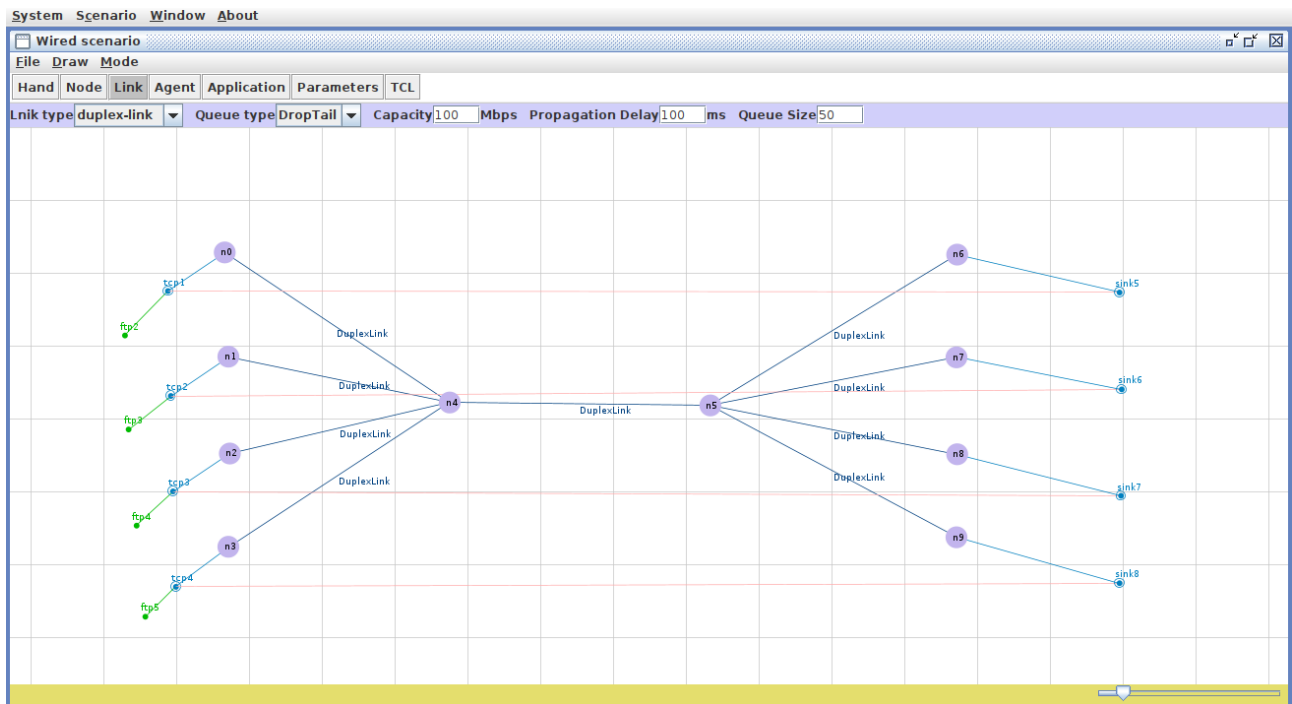 System Scenario Window About
Wired scenario
File Draw Mode
Hand Node Link Agent Application Parameters TCL
Lnik type duplex-link Queue type DropTail Capacity 100 Mbps Propagation Delay 100 ms Queue Size 50
n0
n6
tcp1
sink5
ftp2
DuplexLink
DuplexLink
n1
n7
tcp2
DuplexLink
DuplexLink
sink6
n4
n5
DuplexLink
ftp3
DuplexLink
DuplexLink
n2
n8
tcp3
DuplexLink
DuplexLink
sink7
ftp4
n3
n9
tcp4
sink8
ftp5